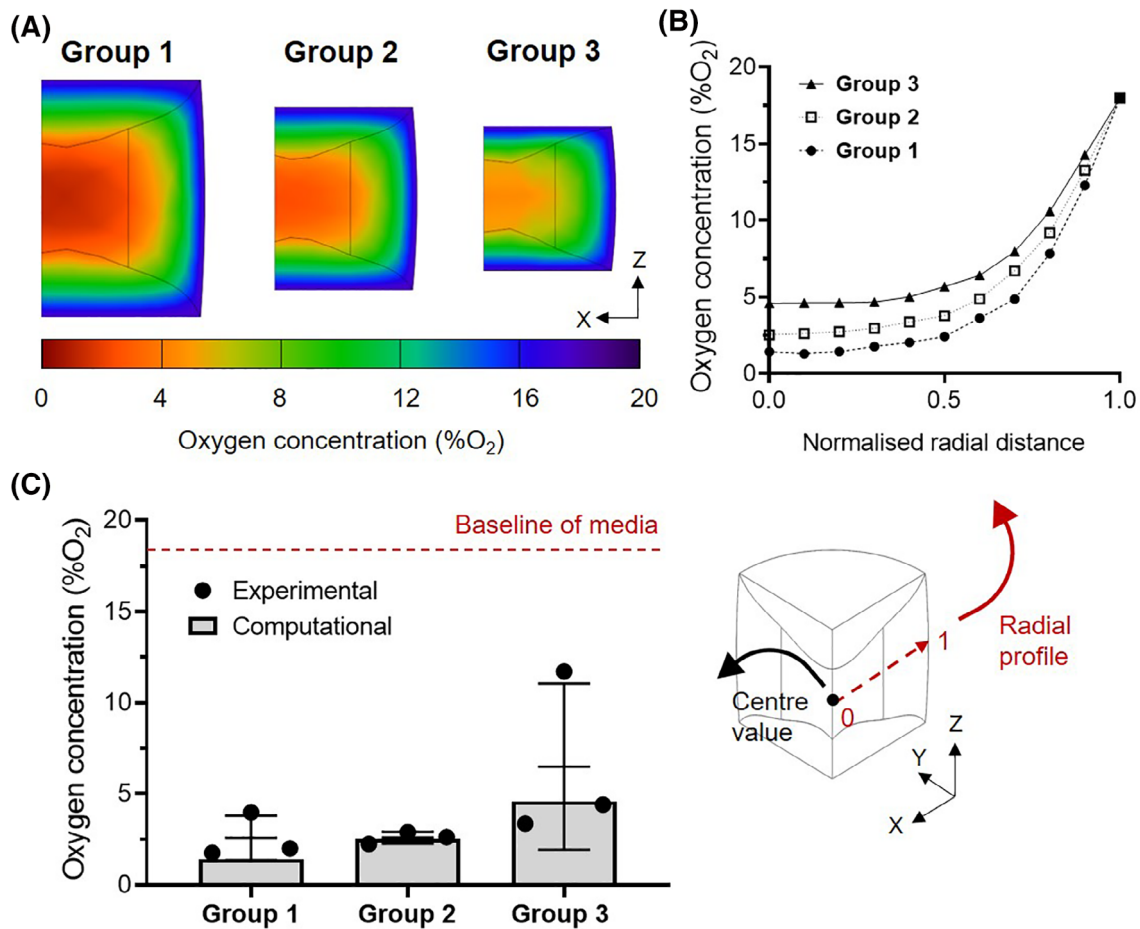 (A)
Group 1
Group 2
Group 3
Z
X
0
4
8
12
16
20
Oxygen concentration (%O₂)
(B)
Oxygen concentration (%O₂)
20
15
10
5
0
Group 3
Group 2
Group 1
0.0
0.5
1.0
Normalised radial distance
(C)
Oxygen concentration (%O₂)
20
15
10
5
0
Baseline of media
Experimental
Computational
Group 1
Group 2
Group 3
Radial
profile
1
0
Centre
value
Z
Y
X